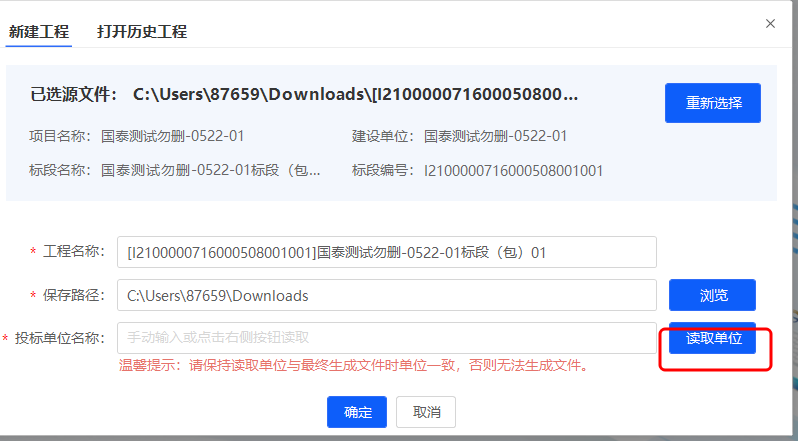 新建工程 打开历史工程
已选源文件： C:\Users\87659\Downloads\[I210000071600050800... 重新选择
项目名称： 国泰测试勿删-0522-01 建设单位： 国泰测试勿删-0522-01
标段名称： 国泰测试勿删-0522-01标段（包... 标段编号： I2100000716000508001001
* 工程名称： [I2100000716000508001001]国泰测试勿删-0522-01标段（包）01
* 保存路径： C:\Users\87659\Downloads 浏览
* 投标单位名称： 手动输入或点击右侧按钮读取 读取单位
温馨提示：请保持读取单位与最终生成文件时单位一致，否则无法生成文件。
确定 取消